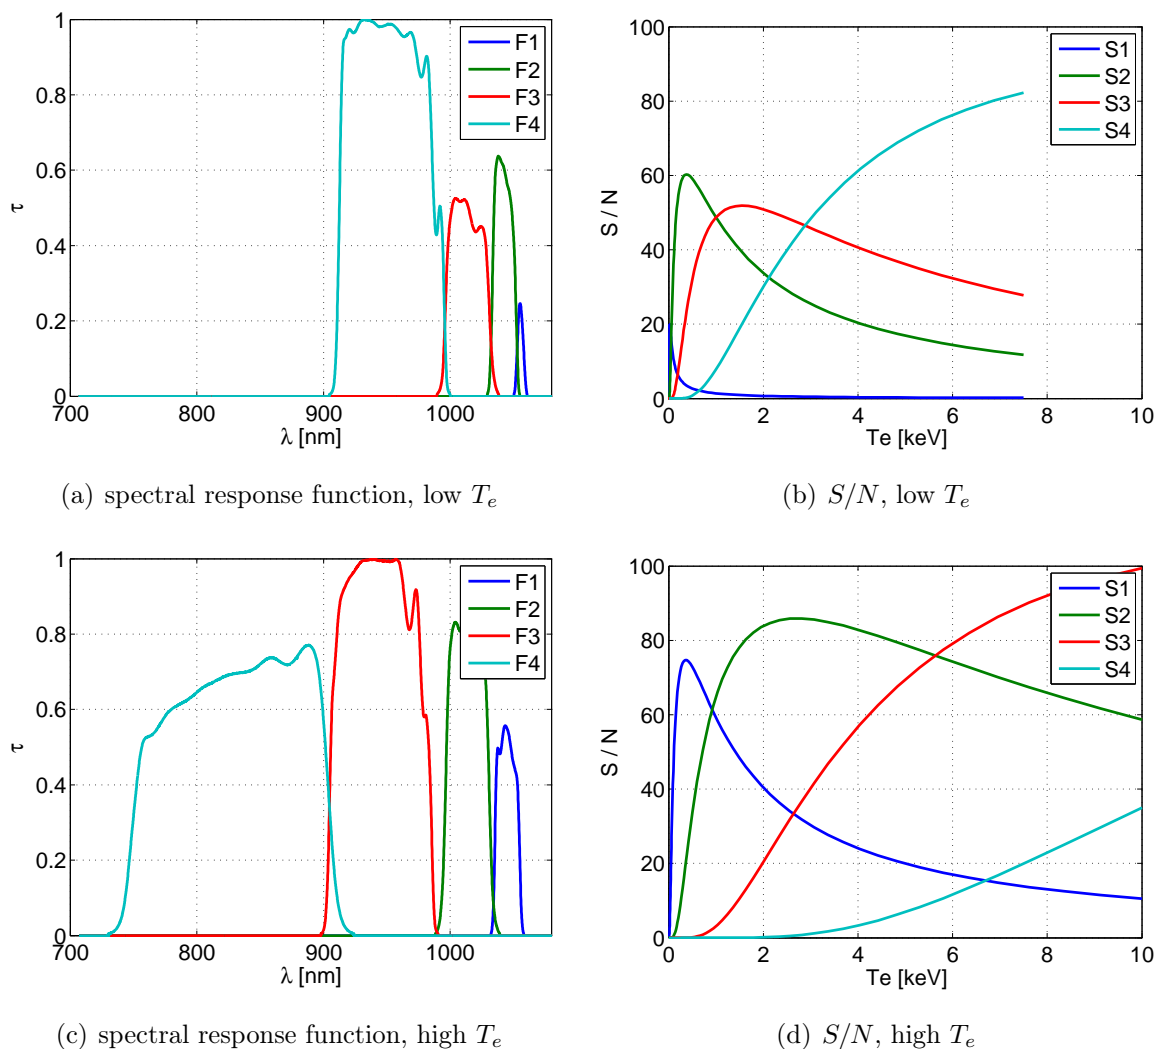 1
0.8
0.6
0.4
0.2
0
τ
700
800
900
1000
λ [nm]
F1
F2
F3
F4
(a) spectral response function, low Te
100
80
60
40
20
0
S / N
0
2
4
6
8
10
Te [keV]
S1
S2
S3
S4
(b) S/N, low Te
1
0.8
0.6
0.4
0.2
0
τ
700
800
900
1000
λ [nm]
F1
F2
F3
F4
(c) spectral response function, high Te
100
80
60
40
20
0
S / N
0
2
4
6
8
10
Te [keV]
S1
S2
S3
S4
(d) S/N, high Te